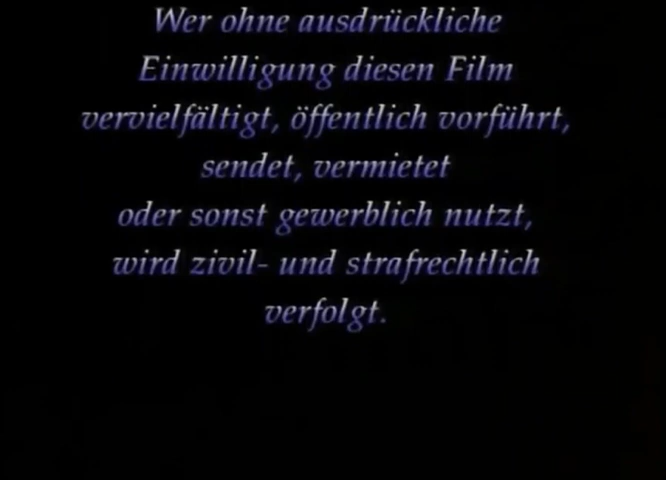 Wer ohne ausdrückliche
Einwilligung diesen Film
vervielfältigt, öffentlich vorführt,
sendet, vermietet
oder sonst gewerblich nutzt,
wird zivil- und strafrechtlich
verfolgt.